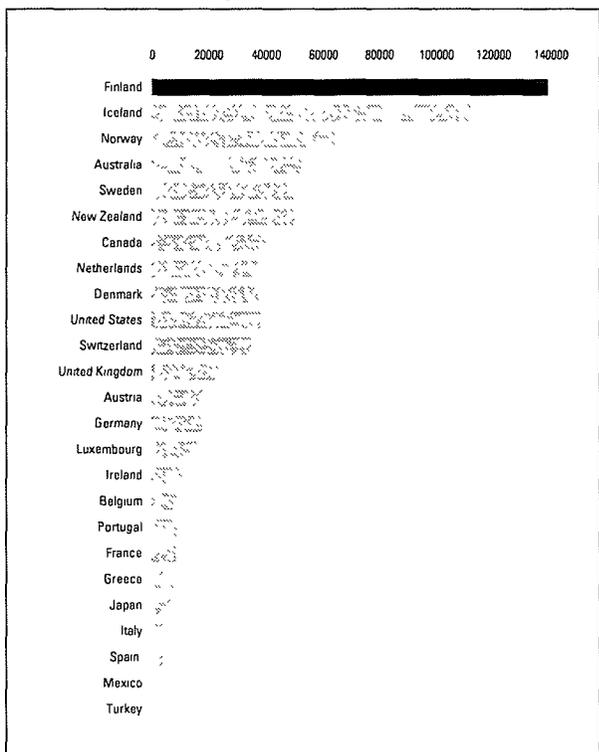 0 20000 40000 60000 80000 100000 120000 140000
Finland
Iceland
Norway
Australia
Sweden
New Zealand
Canada
Netherlands
Denmark
United States
Switzerland
United Kingdom
Austria
Germany
Luxembourg
Ireland
Belgium
Portugal
France
Greece
Japan
Italy
Spain
Mexico
Turkey